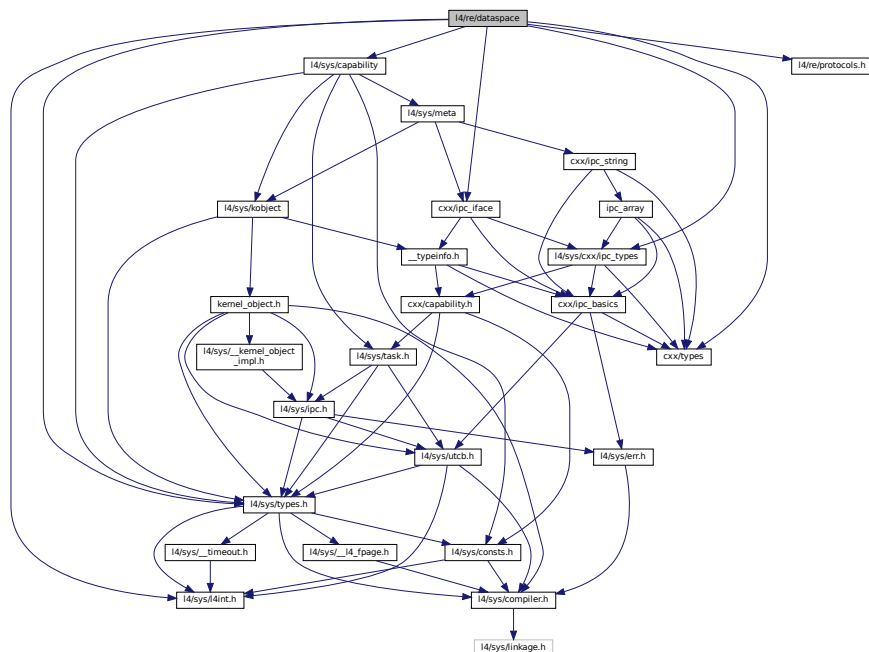 l4/re/dataspace
l4/sys/capability
l4/re/protocols.h
l4/sys/meta
cxx/ipc_string
l4/sys/kobject
cxx/ipc_iface
ipc_array
__typeinfo.h
l4/sys/cxx/ipc_types
kernel_object.h
cxx/capability.h
cxx/ipc_basics
l4/sys/__kernel_object
_impl.h
l4/sys/task.h
cxx/types
l4/sys/ipc.h
l4/sys/utcb.h
l4/sys/err.h
l4/sys/types.h
l4/sys/__timeout.h
l4/sys/__l4_fpage.h
l4/sys/consts.h
l4/sys/l4int.h
l4/sys/compiler.h
l4/sys/linkage.h